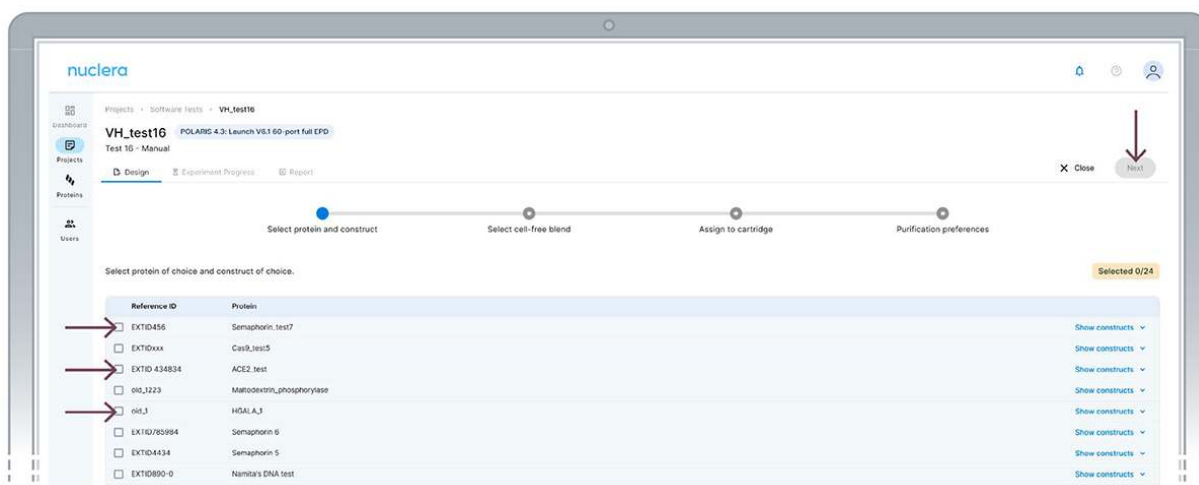 nuclera
Dashboard
Projects
Proteins
Users
Projects › Software Tests › VH_test16
VH_test16 POLARIS 4.3: Launch V6.1 60-port full EPD
Test 16 - Manual
Design Experiment Progress Report
Close Next
Select protein and construct Select cell-free blend Assign to cartridge Purification preferences
Select protein of choice and construct of choice. Selected 0/24
Reference ID Protein
EXTID456 Semaphorin_test7 Show constructs
EXTIDxxx Cas9_test5 Show constructs
EXTID 434834 ACE2_test Show constructs
old_1223 Maltodextrin_phosphorylase Show constructs
old_1 HGALA_1 Show constructs
EXTID785984 Semaphorin 6 Show constructs
EXTID4434 Semaphorin 5 Show constructs
EXTID890-0 Namita's DNA test Show constructs